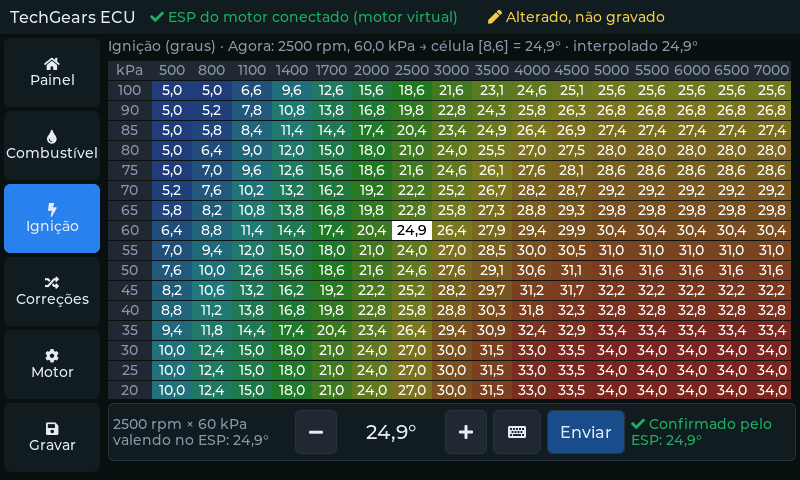 TechGears ECU ESP do motor conectado (motor virtual) Alterado, não gravado
Ignição (graus) · Agora: 2500 rpm, 60,0 kPa → célula [8,6] = 24,9° · interpolado 24,9°
Painel
Combustível
Ignição
Correções
Motor
Gravar
kPa 500 800 1100 1400 1700 2000 2500 3000 3500 4000 4500 5000 5500 6000 6500 7000
100 5,0 5,0 6,6 9,6 12,6 15,6 18,6 21,6 23,1 24,6 25,1 25,6 25,6 25,6 25,6 25,6
90 5,0 5,2 7,8 10,8 13,8 16,8 19,8 22,8 24,3 25,8 26,3 26,8 26,8 26,8 26,8 26,8
85 5,0 5,8 8,4 11,4 14,4 17,4 20,4 23,4 24,9 26,4 26,9 27,4 27,4 27,4 27,4 27,4
80 5,0 6,4 9,0 12,0 15,0 18,0 21,0 24,0 25,5 27,0 27,5 28,0 28,0 28,0 28,0 28,0
75 5,0 7,0 9,6 12,6 15,6 18,6 21,6 24,6 26,1 27,6 28,1 28,6 28,6 28,6 28,6 28,6
70 5,2 7,6 10,2 13,2 16,2 19,2 22,2 25,2 26,7 28,2 28,7 29,2 29,2 29,2 29,2 29,2
65 5,8 8,2 10,8 13,8 16,8 19,8 22,8 25,8 27,3 28,8 29,3 29,8 29,8 29,8 29,8 29,8
60 6,4 8,8 11,4 14,4 17,4 20,4 24,9 26,4 27,9 29,4 29,9 30,4 30,4 30,4 30,4 30,4
55 7,0 9,4 12,0 15,0 18,0 21,0 24,0 27,0 28,5 30,0 30,5 31,0 31,0 31,0 31,0 31,0
50 7,6 10,0 12,6 15,6 18,6 21,6 24,6 27,6 29,1 30,6 31,1 31,6 31,6 31,6 31,6 31,6
45 8,2 10,6 13,2 16,2 19,2 22,2 25,2 28,2 29,7 31,2 31,7 32,2 32,2 32,2 32,2 32,2
40 8,8 11,2 13,8 16,8 19,8 22,8 25,8 28,8 30,3 31,8 32,3 32,8 32,8 32,8 32,8 32,8
35 9,4 11,8 14,4 17,4 20,4 23,4 26,4 29,4 30,9 32,4 32,9 33,4 33,4 33,4 33,4 33,4
30 10,0 12,4 15,0 18,0 21,0 24,0 27,0 30,0 31,5 33,0 33,5 34,0 34,0 34,0 34,0 34,0
25 10,0 12,4 15,0 18,0 21,0 24,0 27,0 30,0 31,5 33,0 33,5 34,0 34,0 34,0 34,0 34,0
20 10,0 12,4 15,0 18,0 21,0 24,0 27,0 30,0 31,5 33,0 33,5 34,0 34,0 34,0 34,0 34,0
2500 rpm × 60 kPa
valendo no ESP: 24,9°
− 24,9° + Enviar
Confirmado pelo
ESP: 24,9°